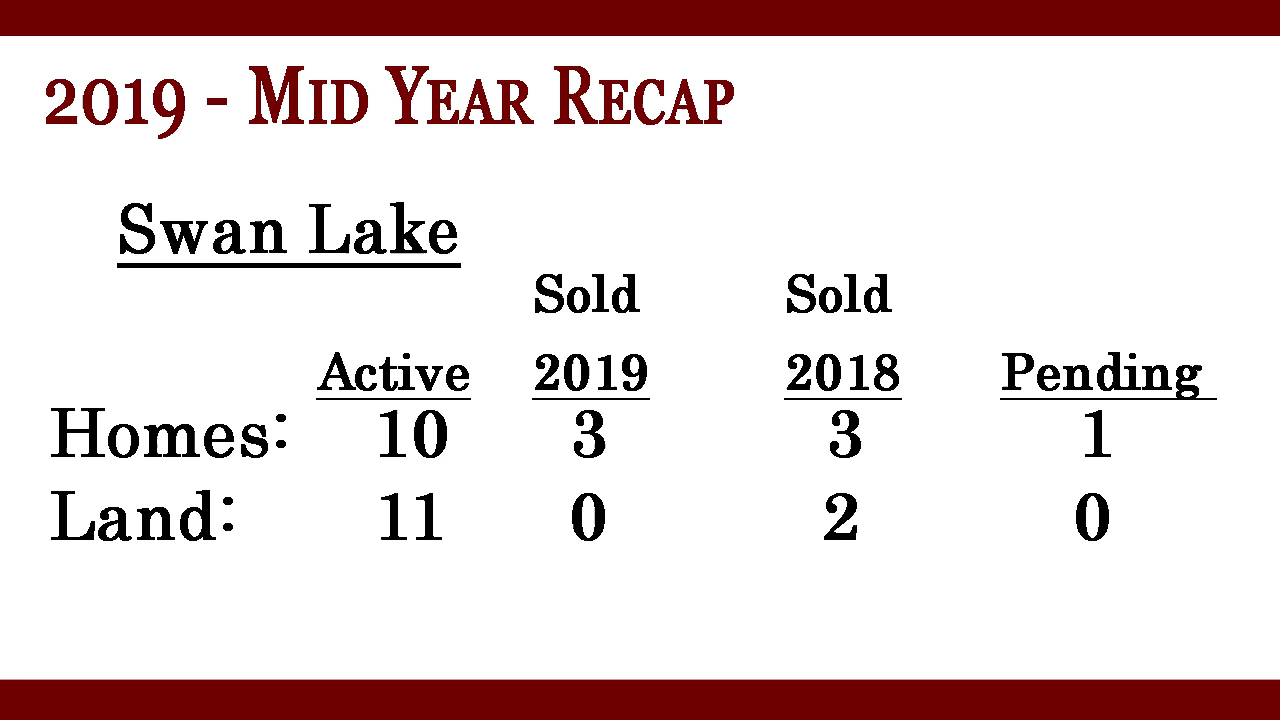 2019 - Mid Year Recap
Swan Lake
Sold Sold
Active 2019 2018 Pending
Homes: 10 3 3 1
Land: 11 0 2 0